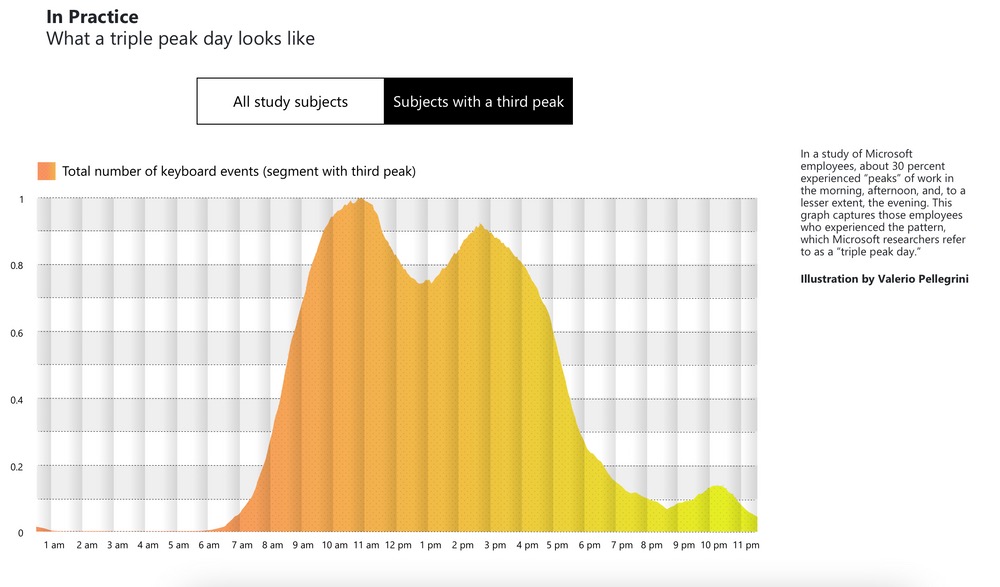 In Practice
What a triple peak day looks like
All study subjects
Subjects with a third peak
Total number of keyboard events (segment with third peak)
1
0.8
0.6
0.4
0.2
0
1 am 2 am 3 am 4 am 5 am 6 am 7 am 8 am 9 am 10 am 11 am 12 pm 1 pm 2 pm 3 pm 4 pm 5 pm 6 pm 7 pm 8 pm 9 pm 10 pm 11 pm
In a study of Microsoft
employees, about 30 percent
experienced “peaks” of work in
the morning, afternoon, and, to a
lesser extent, the evening. This
graph captures those employees
who experienced the pattern,
which Microsoft researchers refer
to as a “triple peak day.”
Illustration by Valerio Pellegrini